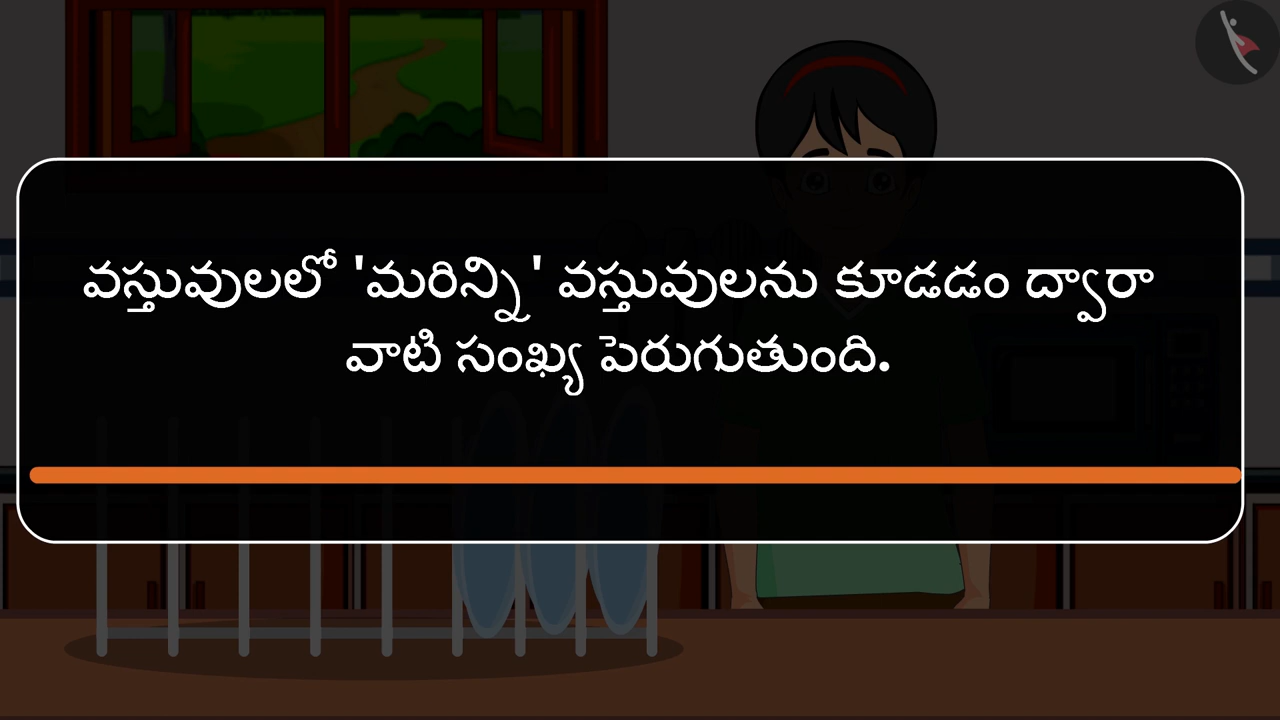 వస్తువులలో 'మరిన్ని' వస్తువులను కూడడం ద్వారా
వాటి సంఖ్య పెరుగుతుంది.